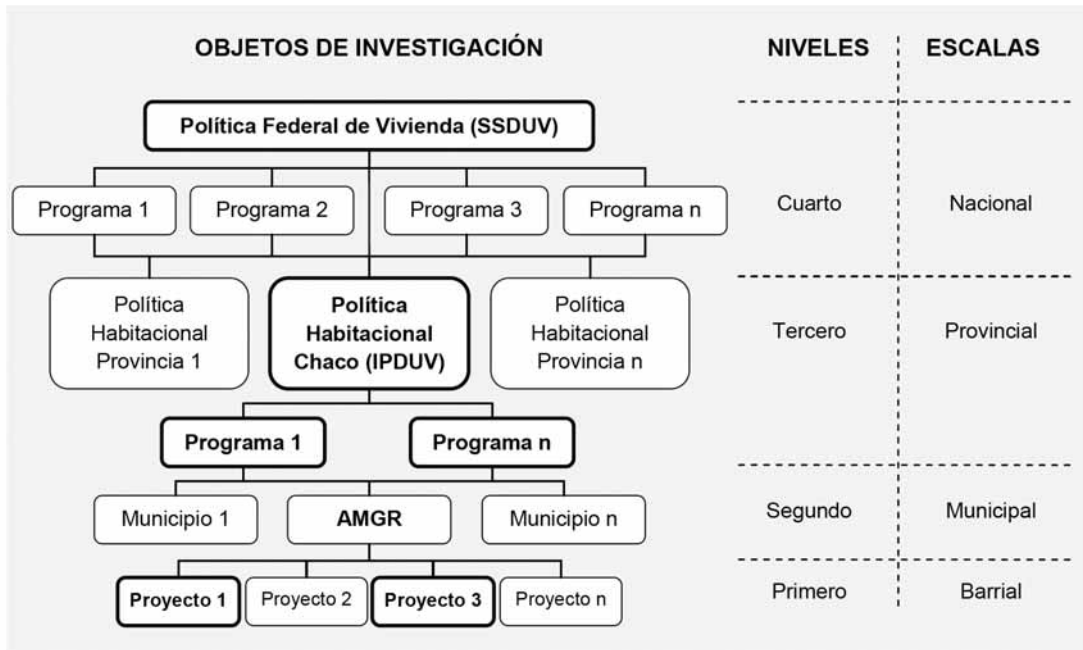 OBJETOS DE INVESTIGACIÓN NIVELES ESCALAS
Política Federal de Vivienda (SSDUV)
Programa 1 Programa 2 Programa 3 Programa n Cuarto Nacional
Política
Habitacional
Provincia 1
Política
Habitacional
Chaco (IPDUV)
Política
Habitacional
Provincia n
Tercero Provincial
Programa 1 Programa n
Municipio 1 AMGR Municipio n Segundo Municipal
Proyecto 1 Proyecto 2 Proyecto 3 Proyecto n Primero Barrial